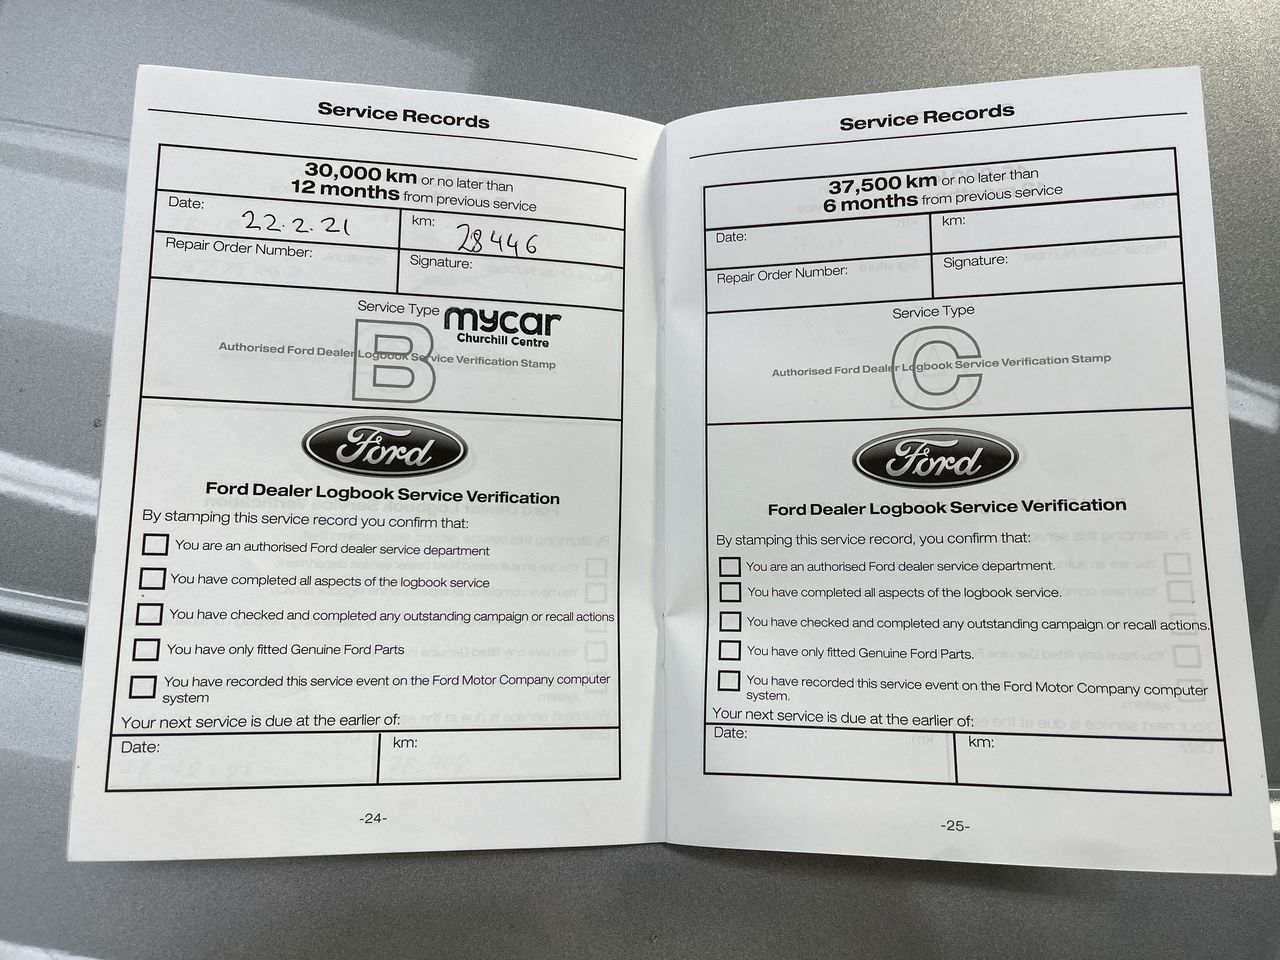 Service Records
30,000 km or no later than
12 months from previous service
Date: 22.2.21
km: 28446
Repair Order Number:
Signature:
Service Type
mycar
Churchill Centre
B
Authorised Ford Dealer Logbook Service Verification Stamp
Ford
Ford Dealer Logbook Service Verification
By stamping this service record you confirm that:
You are an authorised Ford dealer service department
You have completed all aspects of the logbook service
You have checked and completed any outstanding campaign or recall actions
You have only fitted Genuine Ford Parts
You have recorded this service event on the Ford Motor Company computer
system
Your next service is due at the earlier of:
Date:
km:
-24-
Service Records
37,500 km or no later than
6 months from previous service
Date:
km:
Repair Order Number:
Signature:
Service Type
C
Authorised Ford Dealer Logbook Service Verification Stamp
Ford
Ford Dealer Logbook Service Verification
By stamping this service record, you confirm that:
You are an authorised Ford dealer service department.
You have completed all aspects of the logbook service.
You have checked and completed any outstanding campaign or recall actions.
You have only fitted Genuine Ford Parts.
You have recorded this service event on the Ford Motor Company computer
system.
Your next service is due at the earlier of:
Date:
km:
-25-